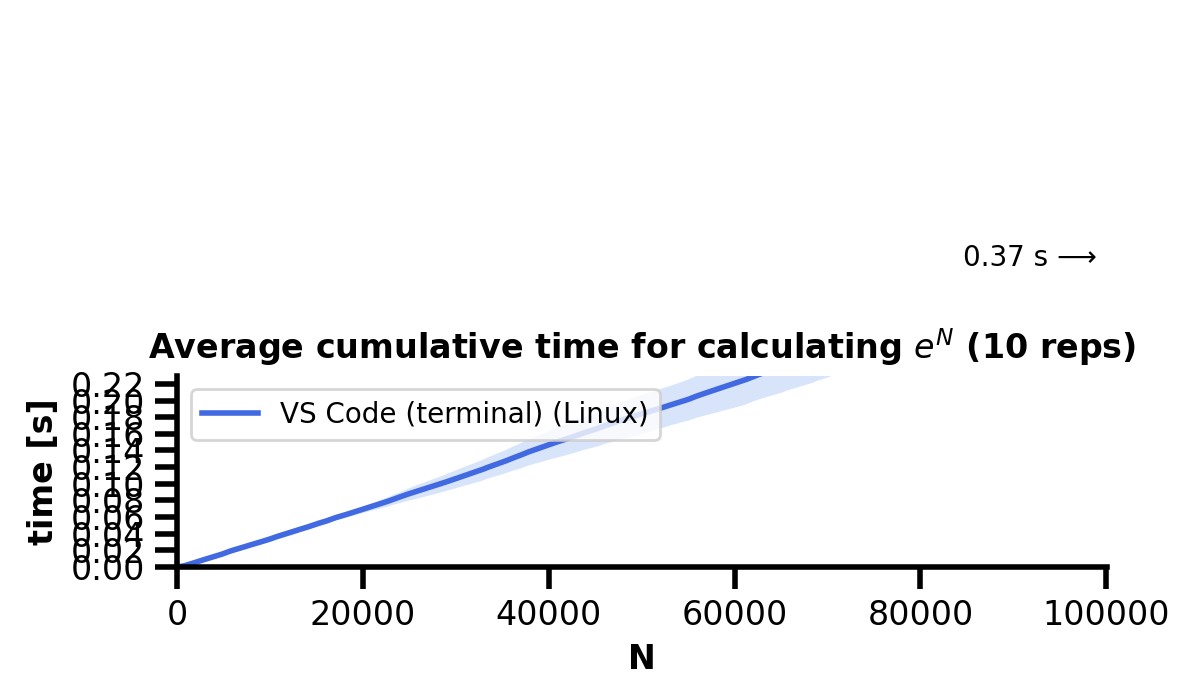 0.37 s ⟶
Average cumulative time for calculating e^N (10 reps)
0.22
0.20
0.18
0.16
0.14
0.12
0.10
0.08
0.06
0.04
0.02
0.00
time [s]
VS Code (terminal) (Linux)
0 20000 40000 60000 80000 100000
N